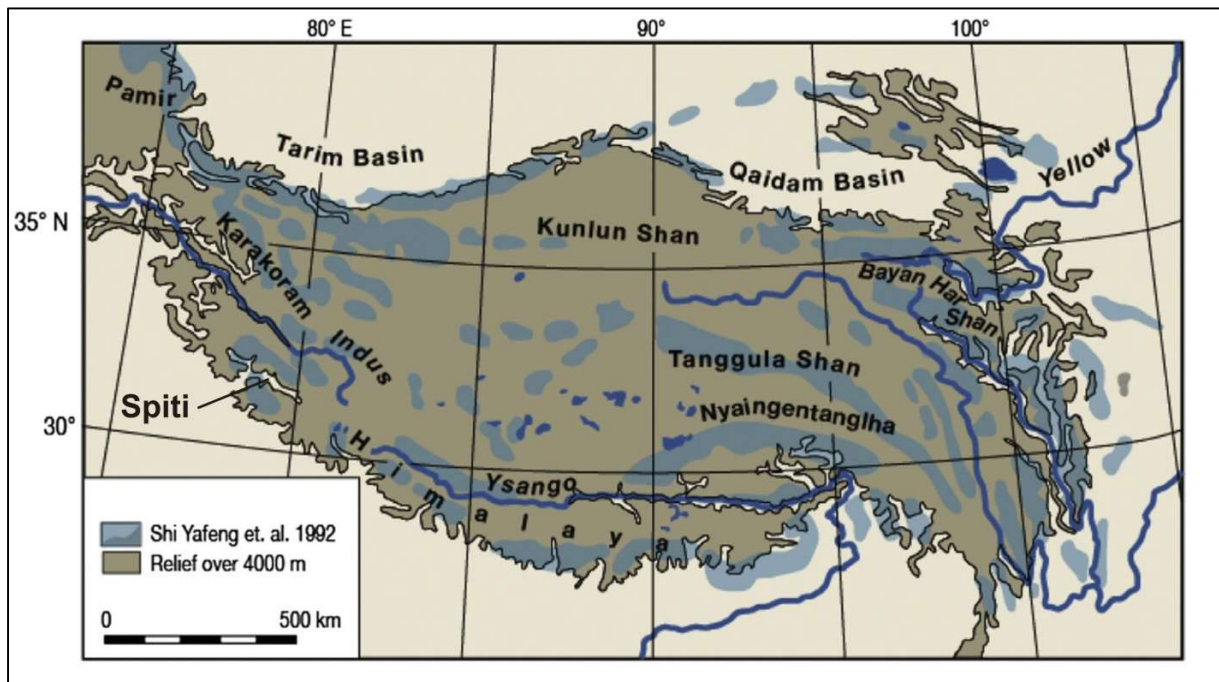 80° E
90°
100°
Pamir
Tarim Basin
Qaidam Basin
Yellow
35° N
Karakoram
Kunlun Shan
Bayan Har
Shan
Indus
Tanggula Shan
Spiti
Nyaingentanglha
30°
Himalaya
Ysango
Shi Yafeng et. al. 1992
Relief over 4000 m
0 500 km